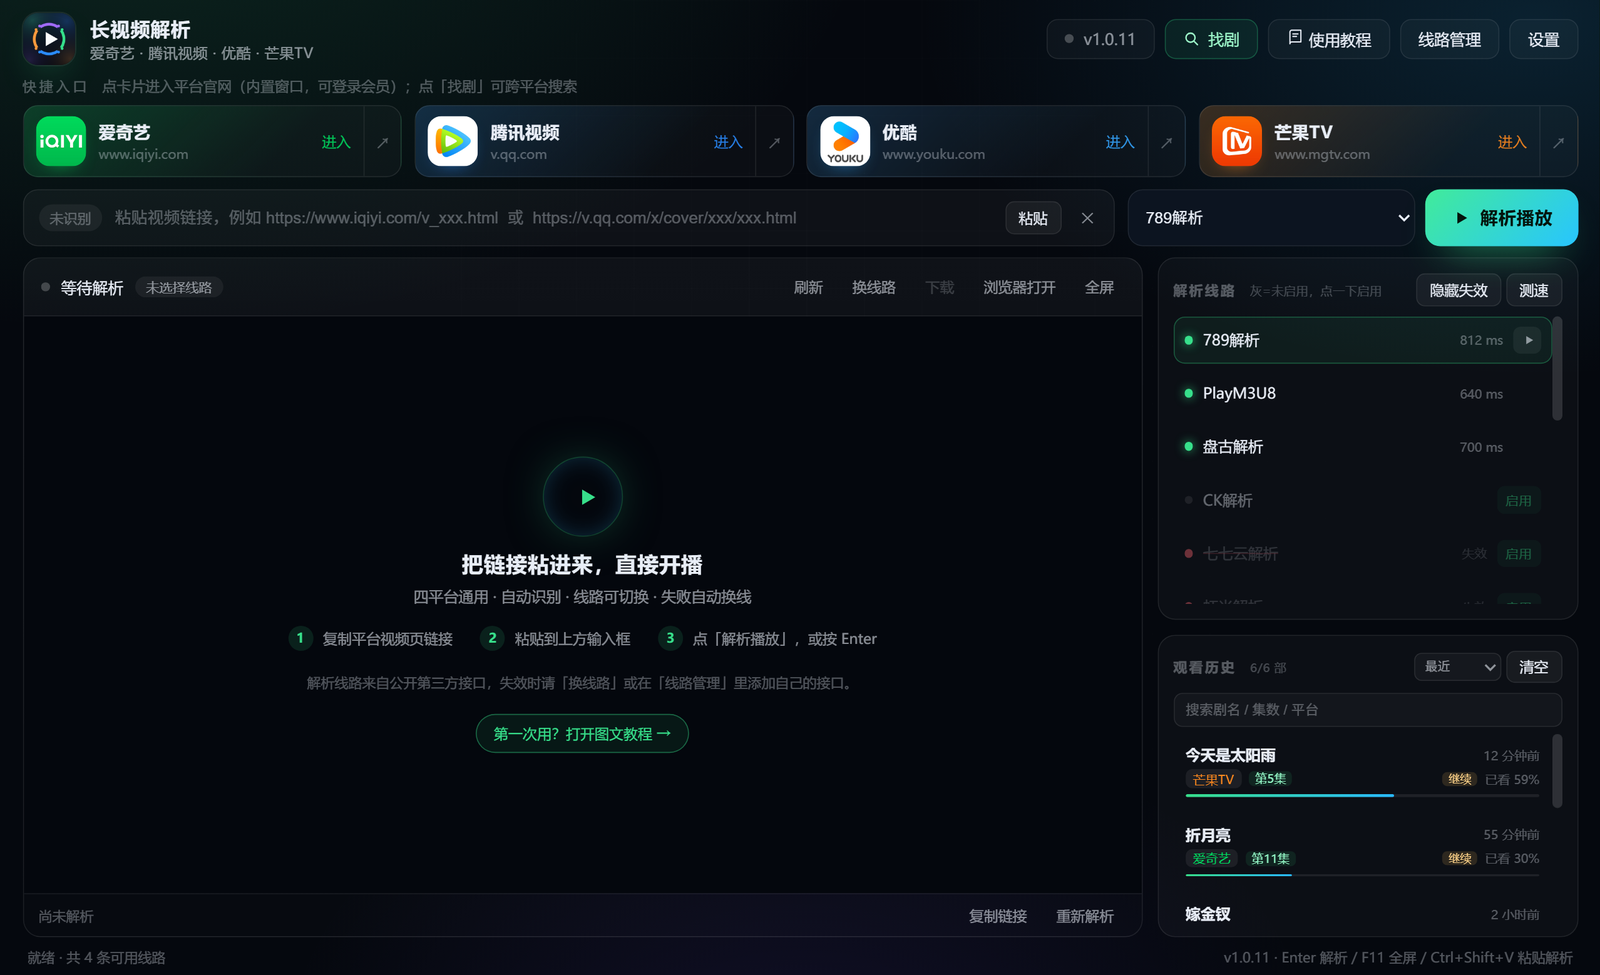 长视频解析
爱奇艺 · 腾讯视频 · 优酷 · 芒果TV
v1.0.11
找剧
使用教程
线路管理
设置
快捷入口 点卡片进入平台官网（内置窗口，可登录会员）；点「找剧」可跨平台搜索
iQIYI
爱奇艺
www.iqiyi.com
进入
腾讯视频
v.qq.com
进入
YOUKU
优酷
www.youku.com
进入
芒果TV
www.mgtv.com
进入
未识别
粘贴视频链接，例如 https://www.iqiyi.com/v_xxx.html 或 https://v.qq.com/x/cover/xxx/xxx.html
粘贴
789解析
解析播放
等待解析
未选择线路
刷新
换线路
下载
浏览器打开
全屏
把链接粘进来，直接开播
四平台通用 · 自动识别 · 线路可切换 · 失败自动换线
1 复制平台视频页链接
2 粘贴到上方输入框
3 点「解析播放」，或按 Enter
解析线路来自公开第三方接口，失效时请「换线路」或在「线路管理」里添加自己的接口。
第一次用？打开图文教程 →
尚未解析
复制链接
重新解析
解析线路 灰=未启用，点一下启用
隐藏失效
测速
789解析 812 ms
PlayM3U8 640 ms
盘古解析 700 ms
CK解析 启用
七七云解析 失效 启用
观看历史 6/6 部
最近
清空
搜索剧名 / 集数 / 平台
今天是太阳雨 12 分钟前
芒果TV 第5集 继续 已看 59%
折月亮 55 分钟前
爱奇艺 第11集 继续 已看 30%
嫁金钗 2 小时前
就绪 · 共 4 条可用线路
v1.0.11 · Enter 解析 / F11 全屏 / Ctrl+Shift+V 粘贴解析